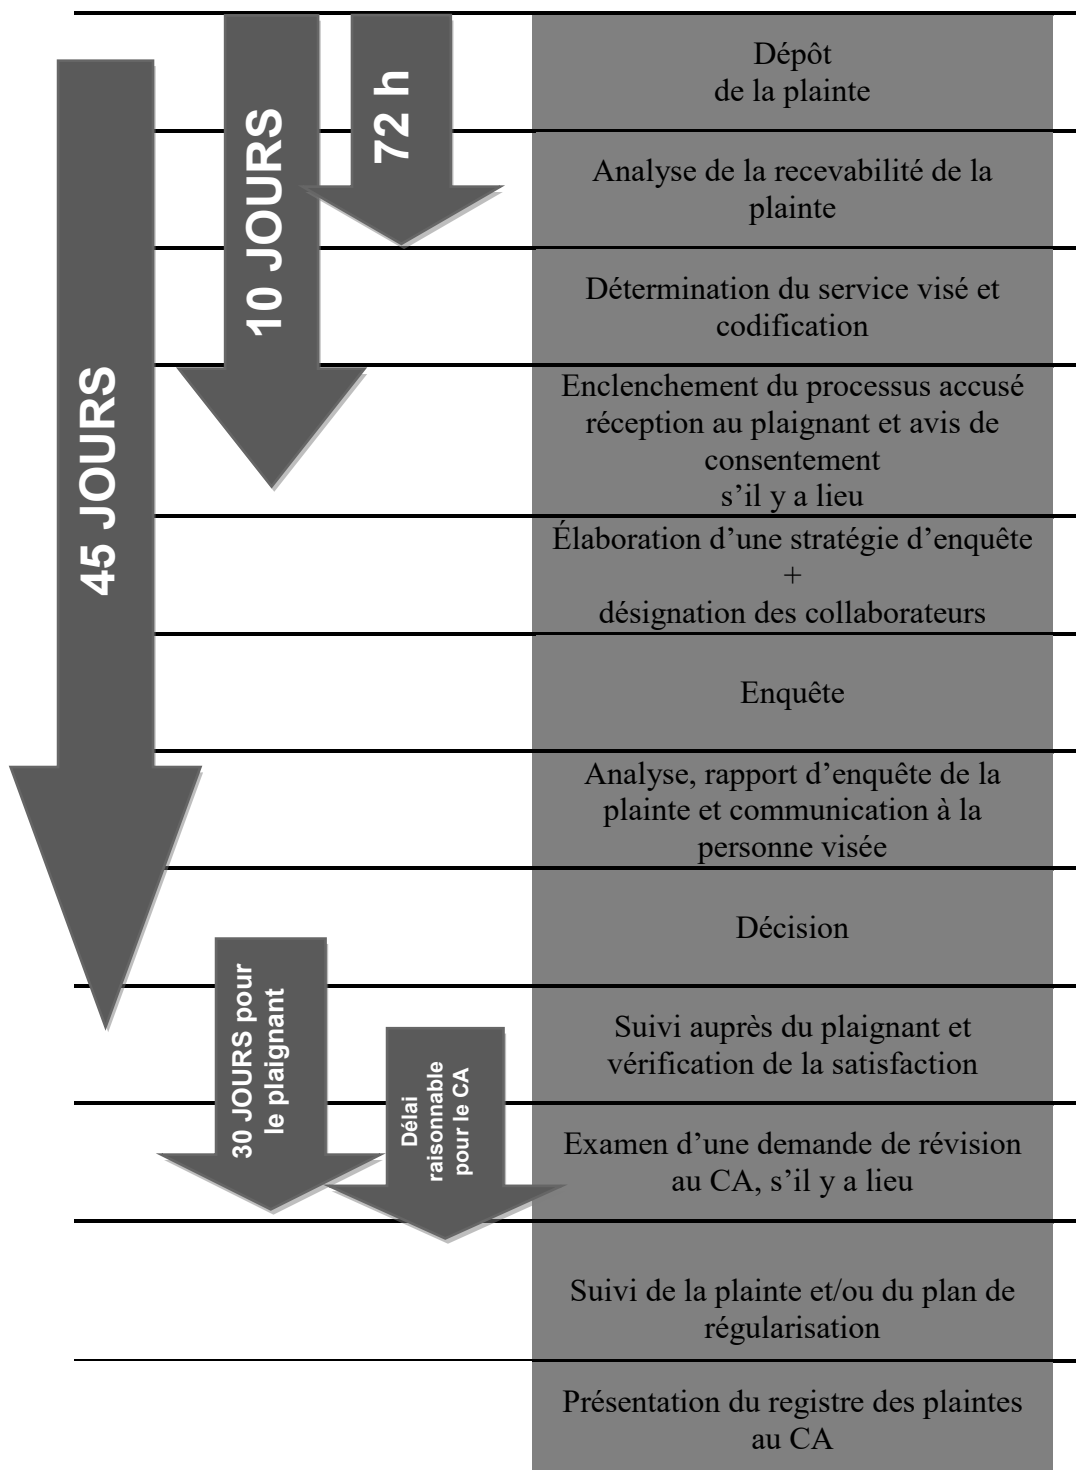 45 JOURS
10 JOURS
72 h
Dépôt
de la plainte
Analyse de la recevabilité de la
plainte
Détermination du service visé et
codification
Enclenchement du processus accusé
réception au plaignant et avis de
consentement
s’il y a lieu
Élaboration d’une stratégie d’enquête
+
désignation des collaborateurs
Enquête
Analyse, rapport d’enquête de la
plainte et communication à la
personne visée
Décision
30 JOURS pour
le plaignant
Délai
raisonnable
pour le CA
Suivi auprès du plaignant et
vérification de la satisfaction
Examen d’une demande de révision
au CA, s’il y a lieu
Suivi de la plainte et/ou du plan de
régularisation
Présentation du registre des plaintes
au CA